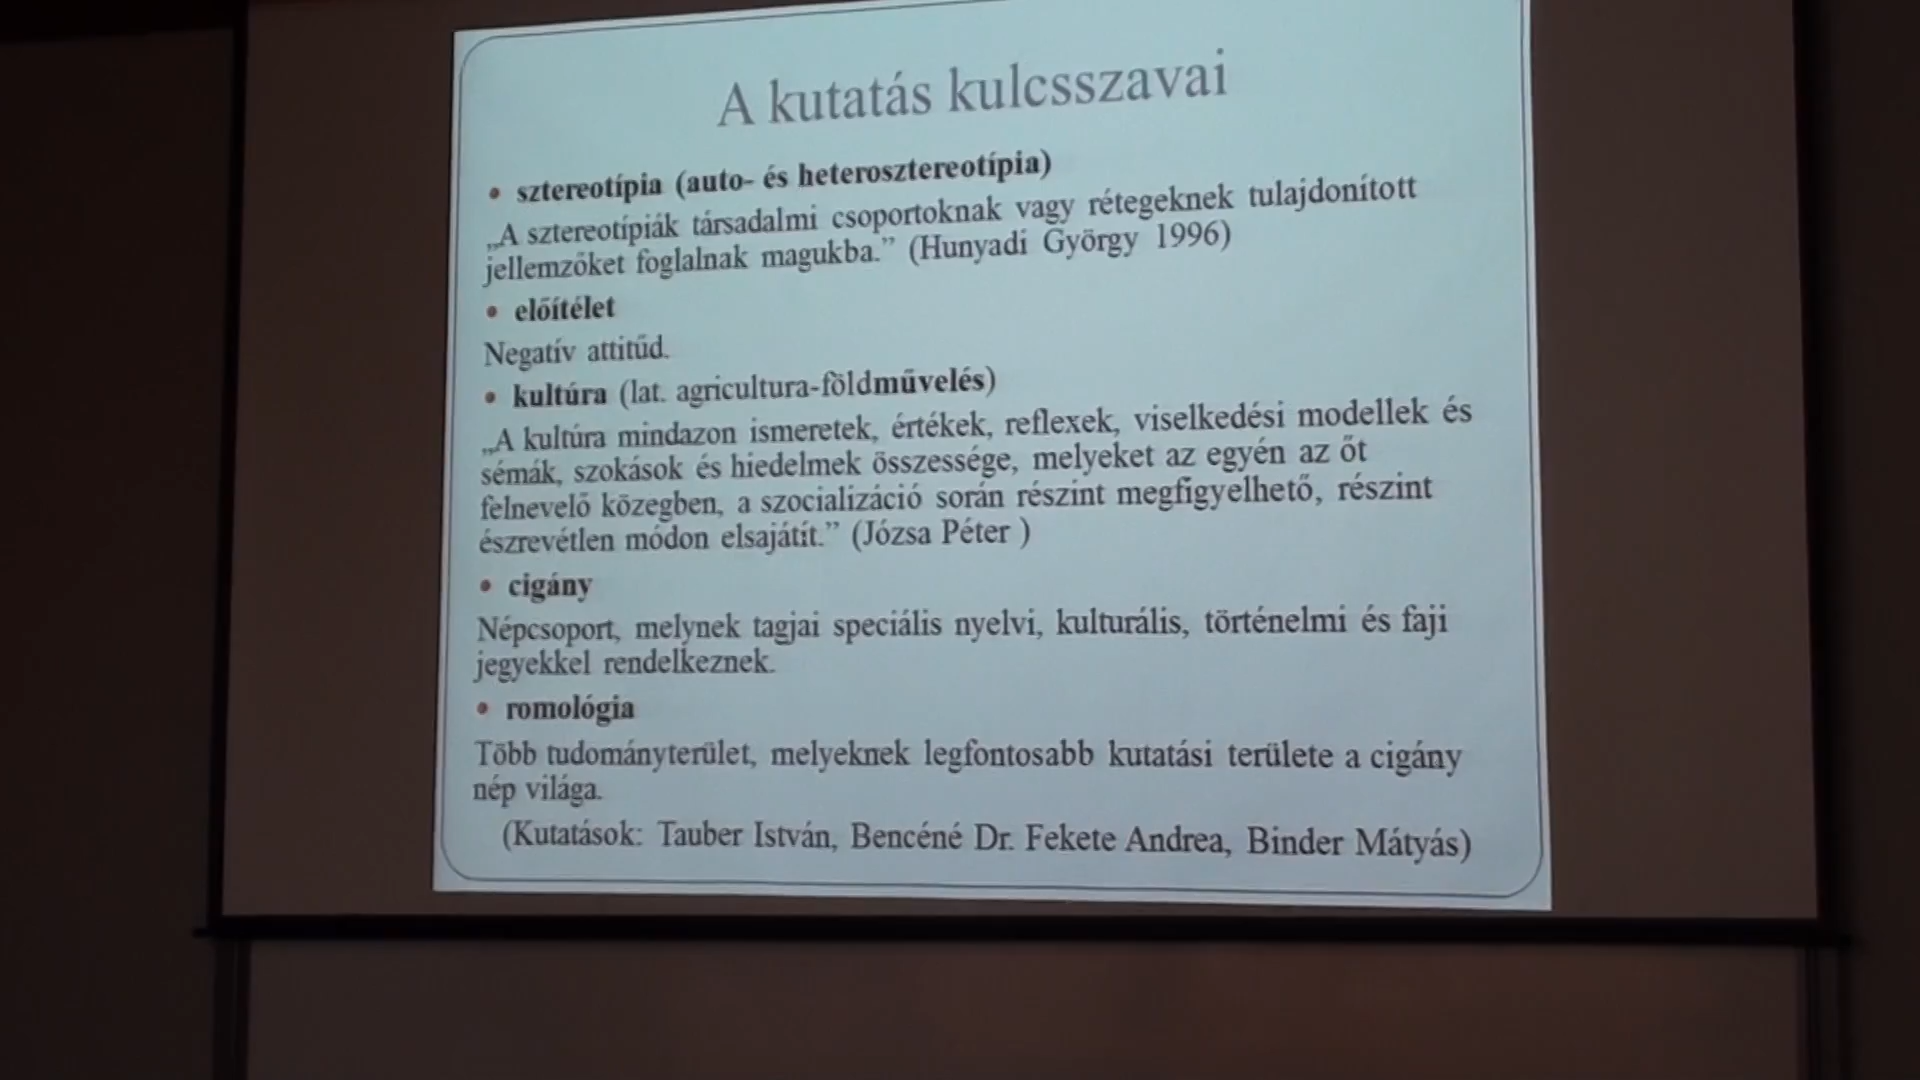 A kutatás kulcsszavai
• sztereotípia (auto- és heterosztereotípia)
„A sztereotípiák társadalmi csoportoknak vagy rétegeknek tulajdonított
jellemzőket foglalnak magukba.” (Hunyadi György 1996)
• előítélet
Negatív attitűd.
• kultúra (lat. agricultura-földművelés)
„A kultúra mindazon ismeretek, értékek, reflexek, viselkedési modellek és
sémák, szokások és hiedelmek összessége, melyeket az egyén az őt
felnevelő közegben, a szocializáció során részint megfigyelhető, részint
észrevétlen módon elsajátít.” (Józsa Péter )
• cigány
Népcsoport, melynek tagjai speciális nyelvi, kulturális, történelmi és faji
jegyekkel rendelkeznek.
• romológia
Több tudományterület, melyeknek legfontosabb kutatási területe a cigány
nép világa.
(Kutatások: Tauber István, Bencéné Dr. Fekete Andrea, Binder Mátyás)